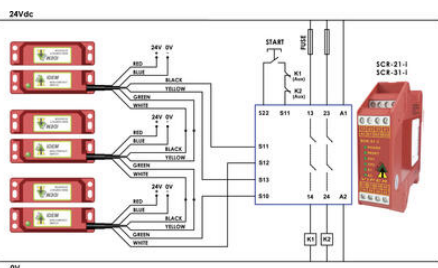 24Vdc
24V 0V
RED
BLUE
BLACK
YELLOW
GREEN
WHITE
IDEM
24V 0V
RED
BLUE
BLACK
YELLOW
GREEN
WHITE
IDEM
24V 0V
RED
BLUE
BLACK
YELLOW
GREEN
WHITE
IDEM
START
FUSE
K1
(Aux)
K2
(Aux)
SCR-21-i
SCR-31-i
S22 S11 13 23 A1
S11
S12
S13
S10
14 24 A2
K1 K2
0V